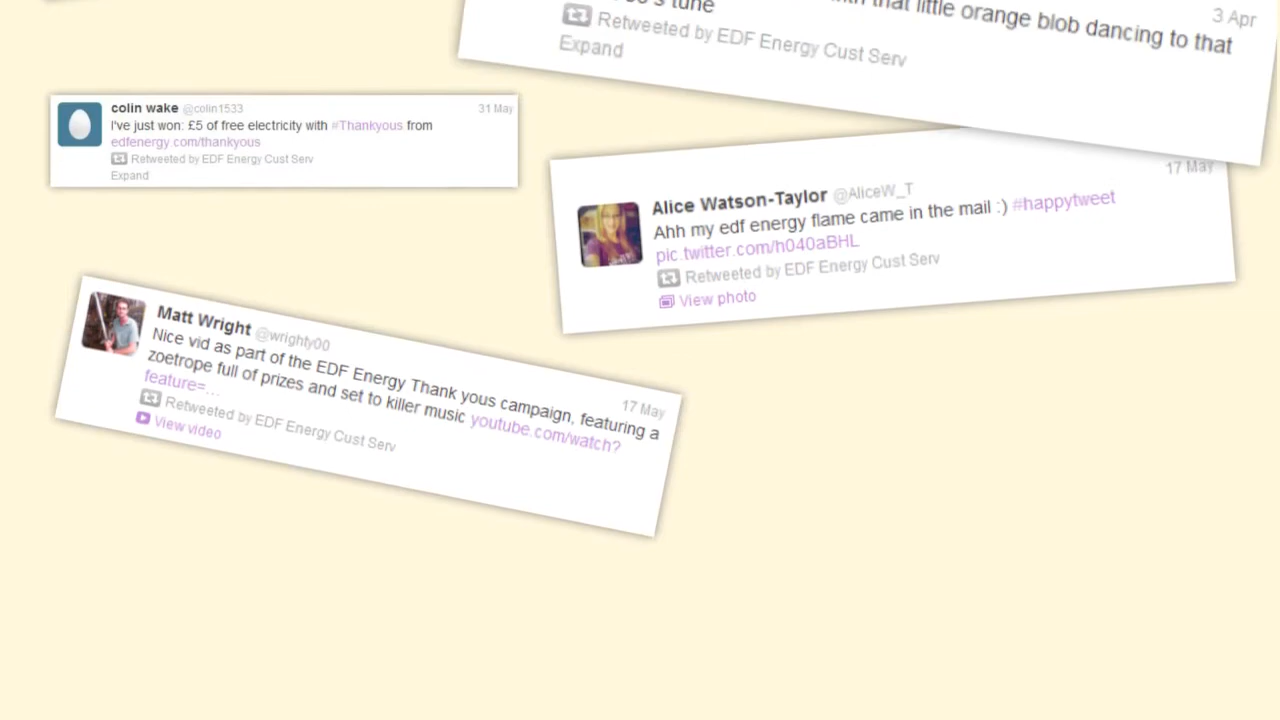 that little orange blob dancing to that
3 Apr
tune
Retweeted by EDF Energy Cust Serv
Expand
colin wake @colin1533 31 May
I've just won: £5 of free electricity with #Thankyous from
edfenergy.com/thankyous
Retweeted by EDF Energy Cust Serv
Expand
17 May
Alice Watson-Taylor @AliceW_T
Ahh my edf energy flame came in the mail :) #happytweet
pic.twitter.com/h040aBHL
Retweeted by EDF Energy Cust Serv
View photo
Matt Wright @wrighty00 17 May
Nice vid as part of the EDF Energy Thank yous campaign, featuring a
zoetrope full of prizes and set to killer music youtube.com/watch?
feature=…
Retweeted by EDF Energy Cust Serv
View video